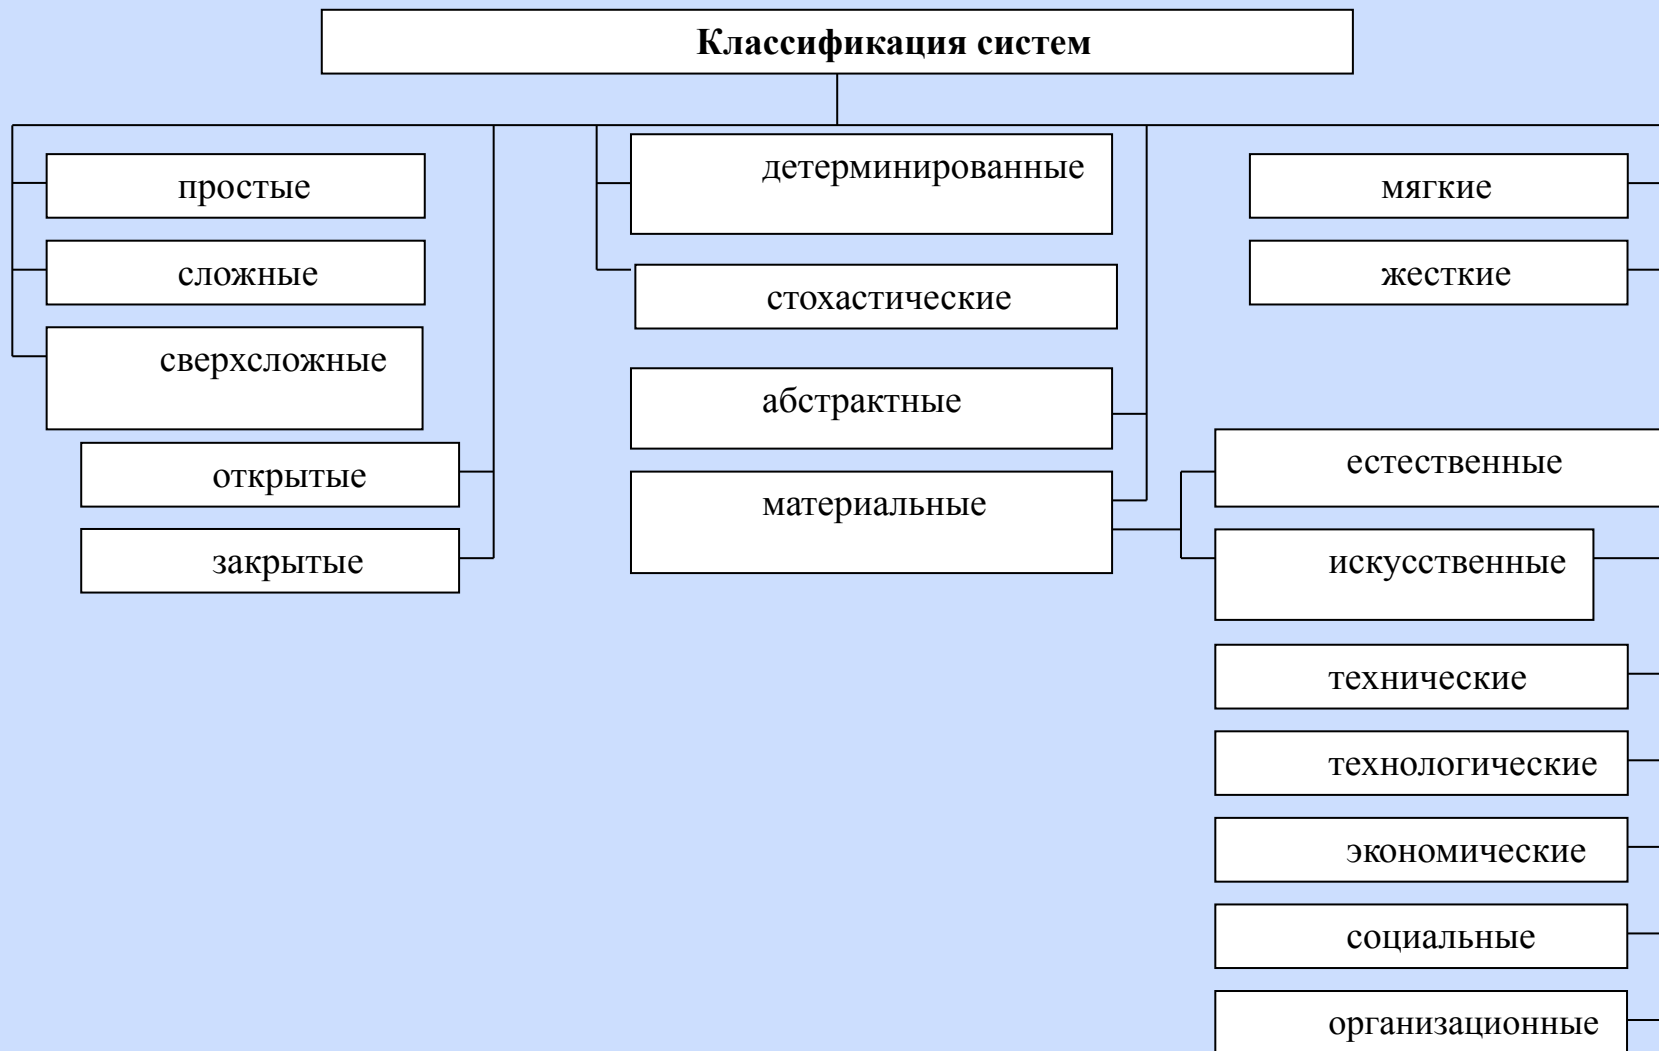 Классификация систем
простые
сложные
сверхсложные
открытые
закрытые
детерминированные
стохастические
абстрактные
материальные
мягкие
жесткие
естественные
искусственные
технические
технологические
экономические
социальные
организационные